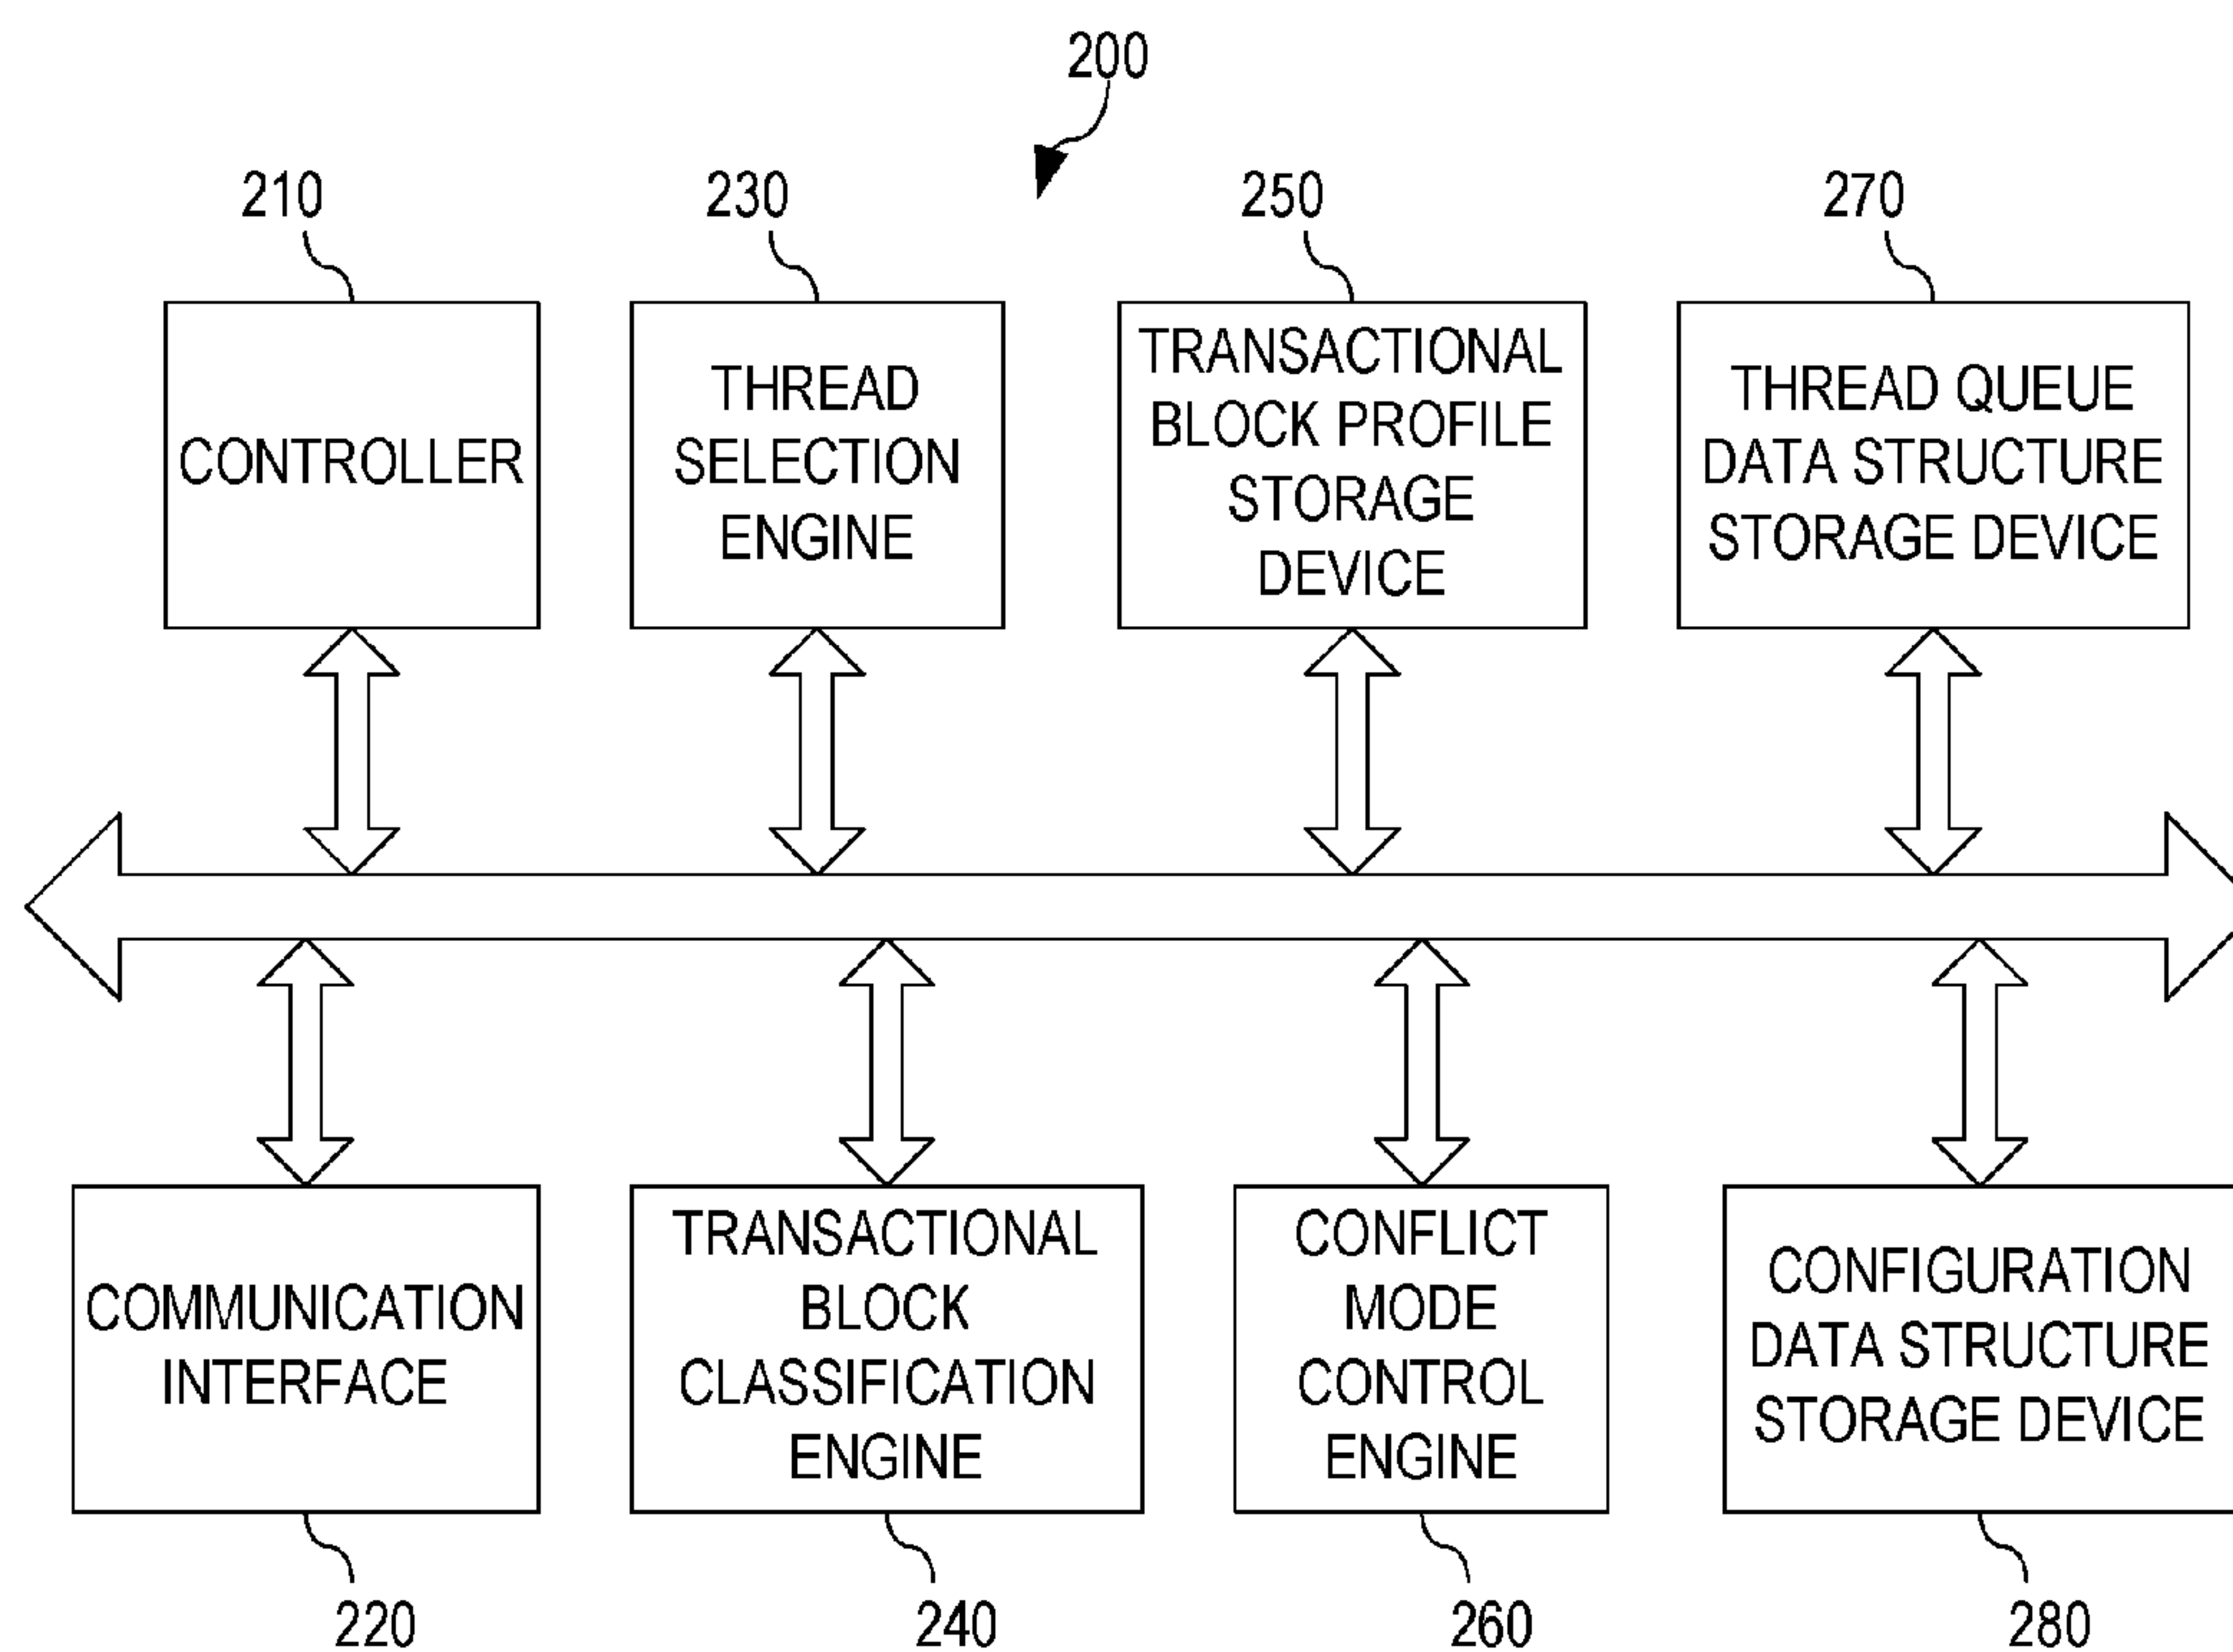 200
210
230
250
270
CONTROLLER
THREAD
SELECTION
ENGINE
TRANSACTIONAL
BLOCK PROFILE
STORAGE
DEVICE
THREAD QUEUE
DATA STRUCTURE
STORAGE DEVICE
COMMUNICATION
INTERFACE
TRANSACTIONAL
BLOCK
CLASSIFICATION
ENGINE
CONFLICT
MODE
CONTROL
ENGINE
CONFIGURATION
DATA STRUCTURE
STORAGE DEVICE
220
240
260
280